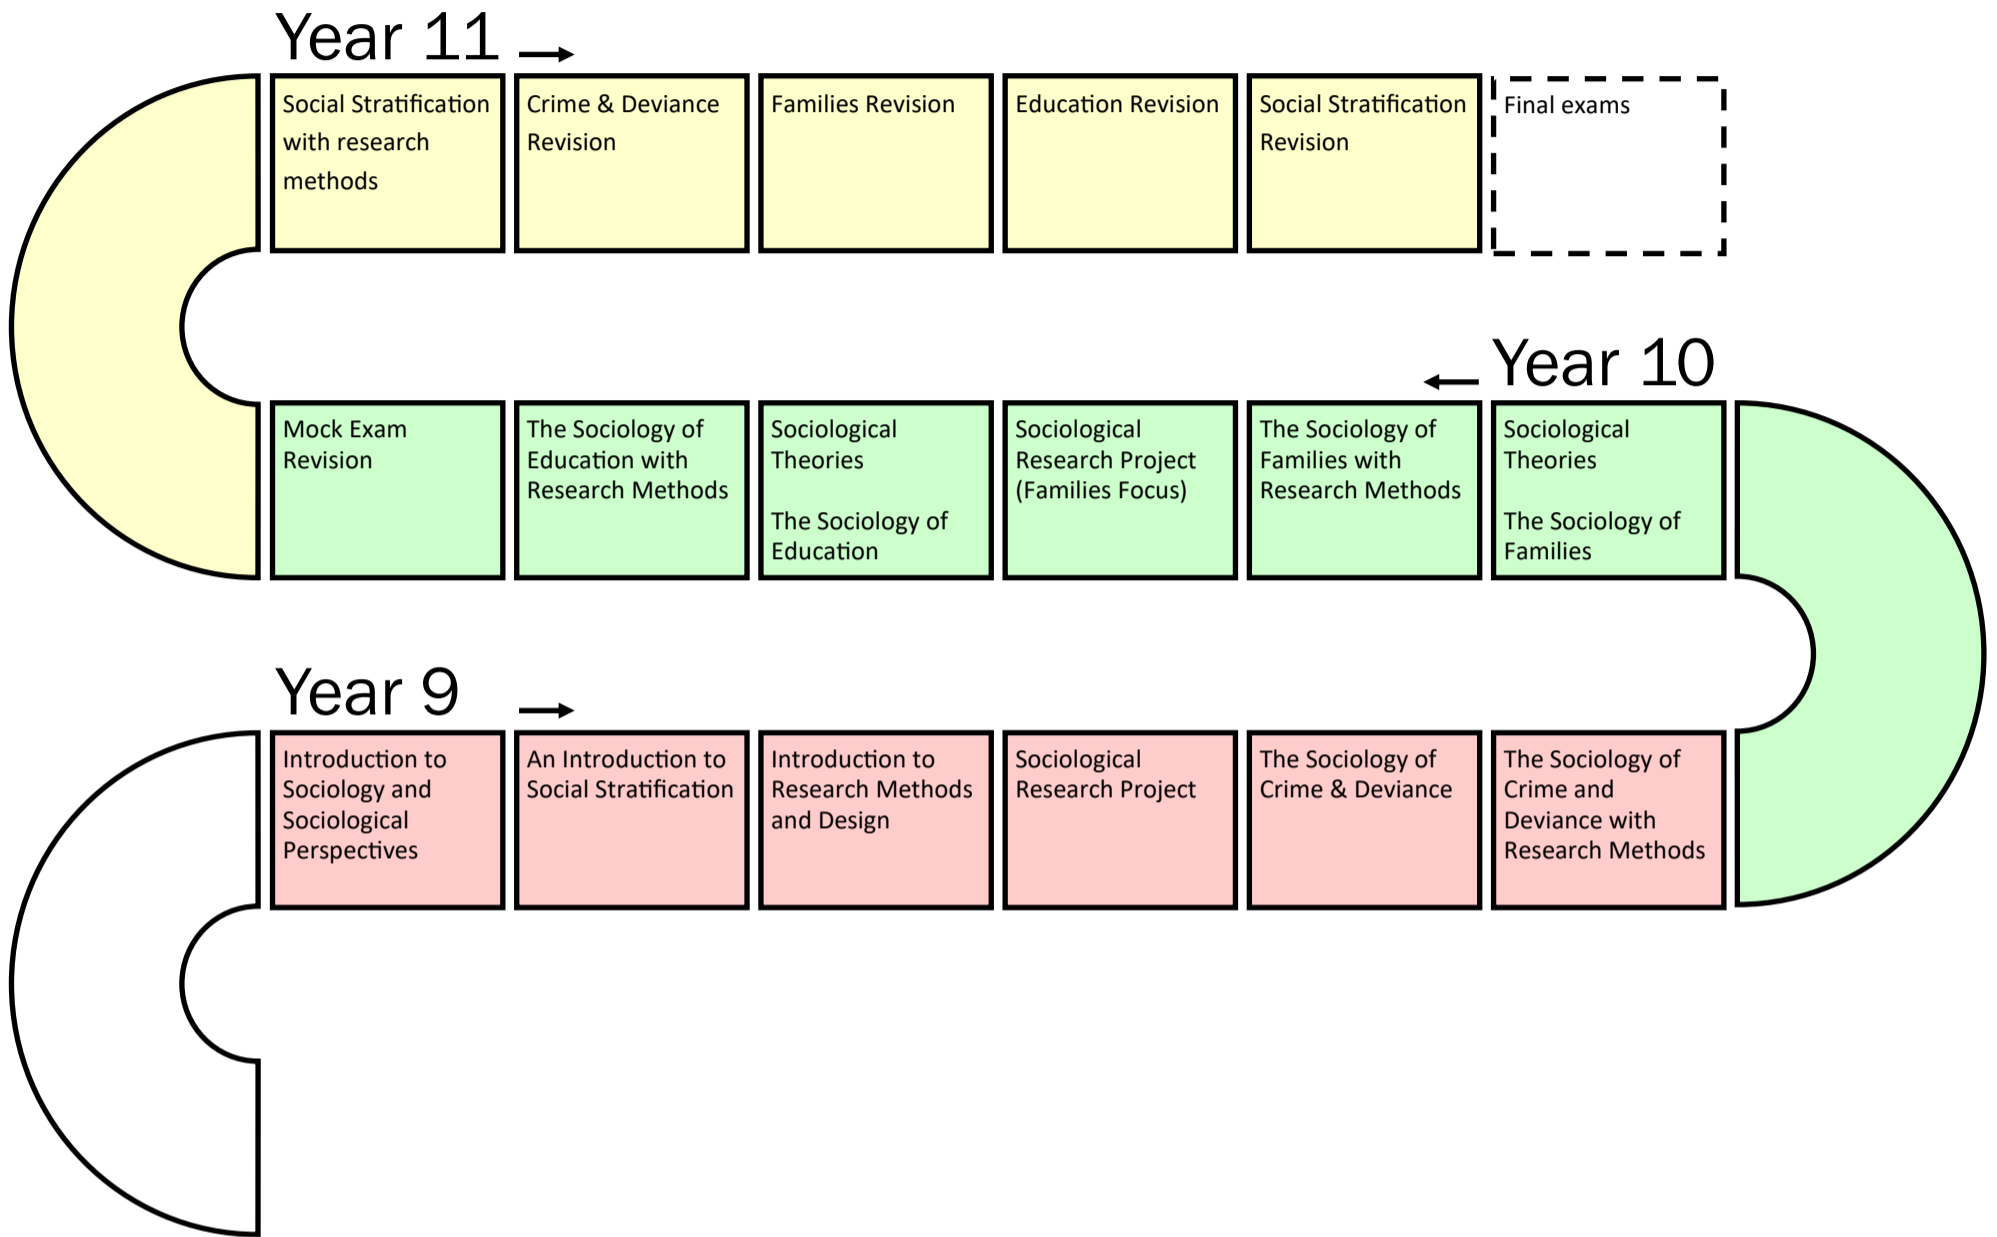 Year 11
Social Stratification
with research
methods
Crime & Deviance
Revision
Families Revision
Education Revision
Social Stratification
Revision
Final exams
Year 10
Mock Exam
Revision
The Sociology of
Education with
Research Methods
Sociological
Theories
The Sociology of
Education
Sociological
Research Project
(Families Focus)
The Sociology of
Families with
Research Methods
Sociological
Theories
The Sociology of
Families
Year 9
Introduction to
Sociology and
Sociological
Perspectives
An Introduction to
Social Stratification
Introduction to
Research Methods
and Design
Sociological
Research Project
The Sociology of
Crime & Deviance
The Sociology of
Crime and
Deviance with
Research Methods